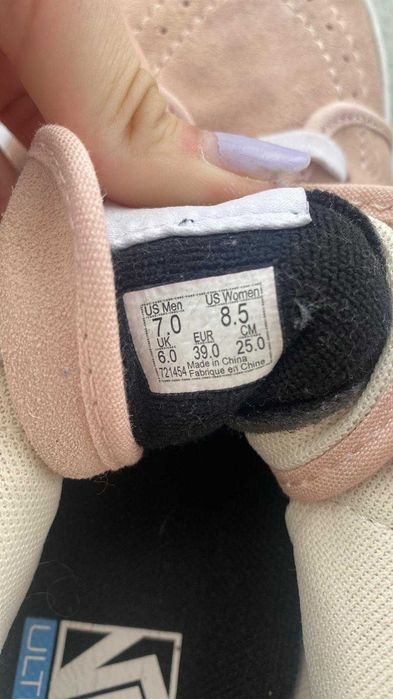 US Men US Women
7.0 8.5
UK EUR CM
6.0 39.0 25.0
721454 Made in China
Fabrique en Chine
ULT